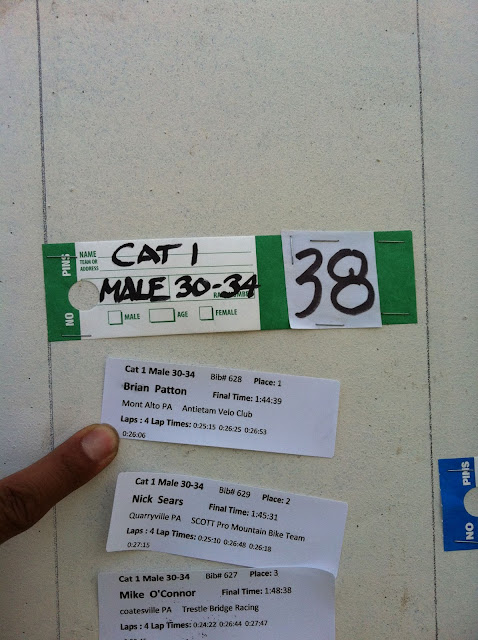 NO PINS
NAME
TEAM OR
ADDRESS
CAT 1
MALE 30-34
MALE AGE FEMALE
38
Cat 1 Male 30-34 Bib# 628 Place: 1
Brian Patton Final Time: 1:44:39
Mont Alto PA Antietam Velo Club
Laps : 4 Lap Times: 0:25:15 0:26:25 0:26:53
0:26:06
Cat 1 Male 30-34 Bib# 629 Place: 2
Nick Sears Final Time: 1:45:31
Quarryville PA SCOTT Pro Mountain Bike Team
Laps : 4 Lap Times: 0:25:10 0:26:48 0:26:18
0:27:15
Cat 1 Male 30-34 Bib# 627 Place: 3
Mike O'Connor Final Time: 1:48:38
coatesville PA Trestle Bridge Racing
Laps : 4 Lap Times: 0:24:22 0:26:44 0:27:47
NO PINS